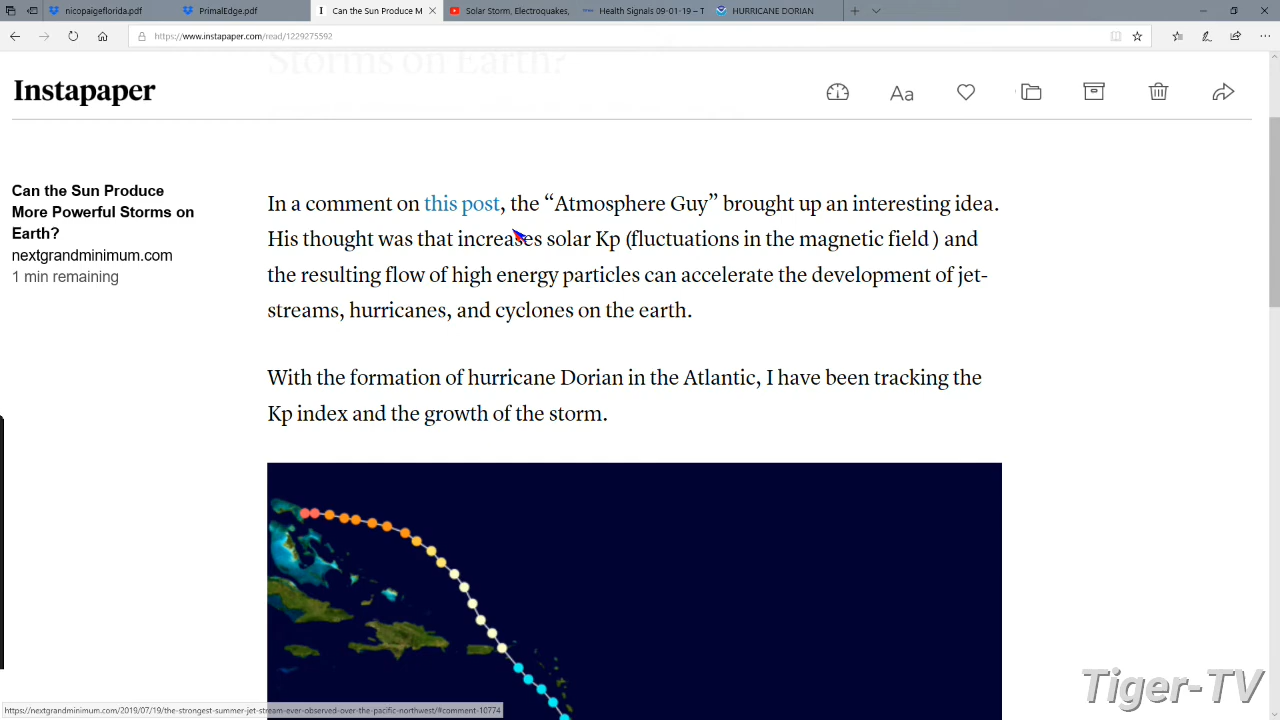 nicopaigeflorida.pdf
PrimalEdge.pdf
Can the Sun Produce M
Solar Storm, Electroquakes,
Health Signals 09-01-19 – T
HURRICANE DORIAN
https://www.instapaper.com/read/1229275592
Storms on Earth?
Instapaper
Aa
Can the Sun Produce
More Powerful Storms on
Earth?
nextgrandminimum.com
1 min remaining
In a comment on this post, the “Atmosphere Guy” brought up an interesting idea.
His thought was that increases solar Kp (fluctuations in the magnetic field ) and
the resulting flow of high energy particles can accelerate the development of jet-
streams, hurricanes, and cyclones on the earth.
With the formation of hurricane Dorian in the Atlantic, I have been tracking the
Kp index and the growth of the storm.
Tiger-TV
https://nextgrandminimum.com/2019/07/19/the-strongest-summer-jet-stream-ever-observed-over-the-pacific-northwest/#comment-10774